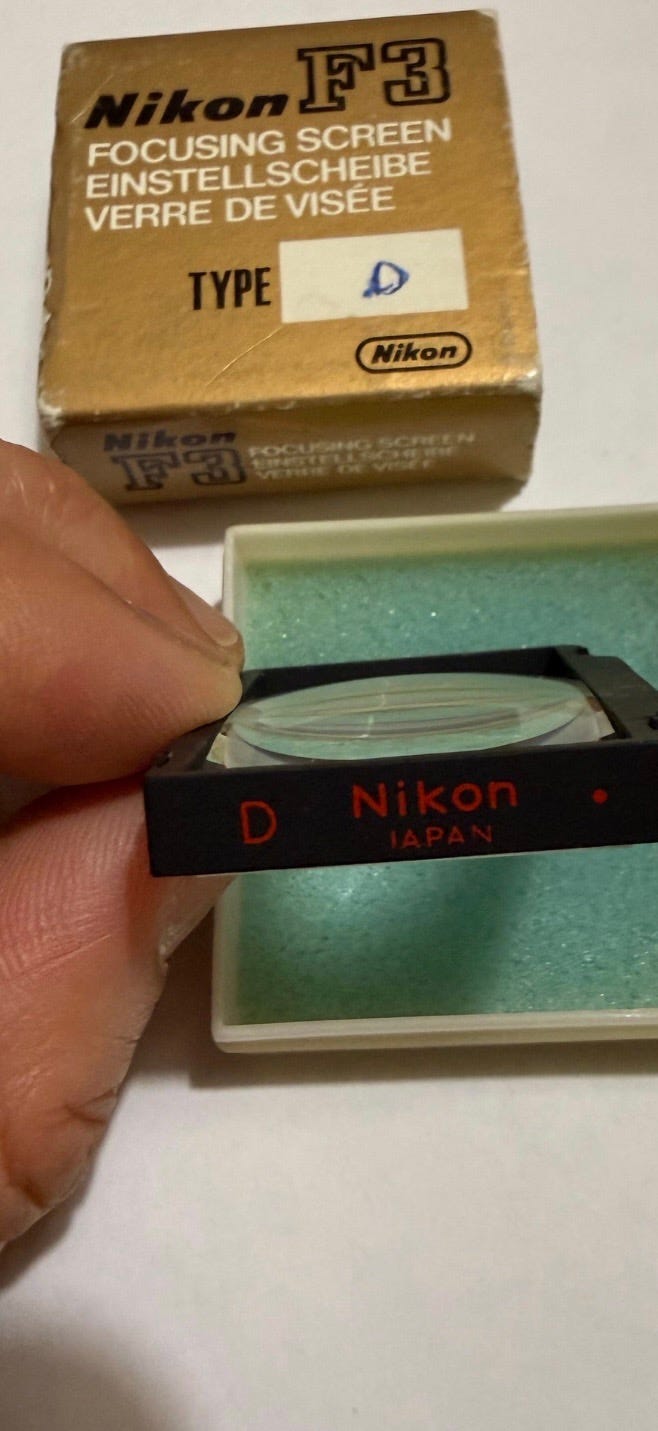 Nikon F3
FOCUSING SCREEN
EINSTELLSCHEIBE
VERRE DE VISÉE
TYPE D
Nikon
Nikon
F3
FOCUSING SCREEN
EINSTELLSCHEIBE
VERRE DE VISÉE
D Nikon
JAPAN